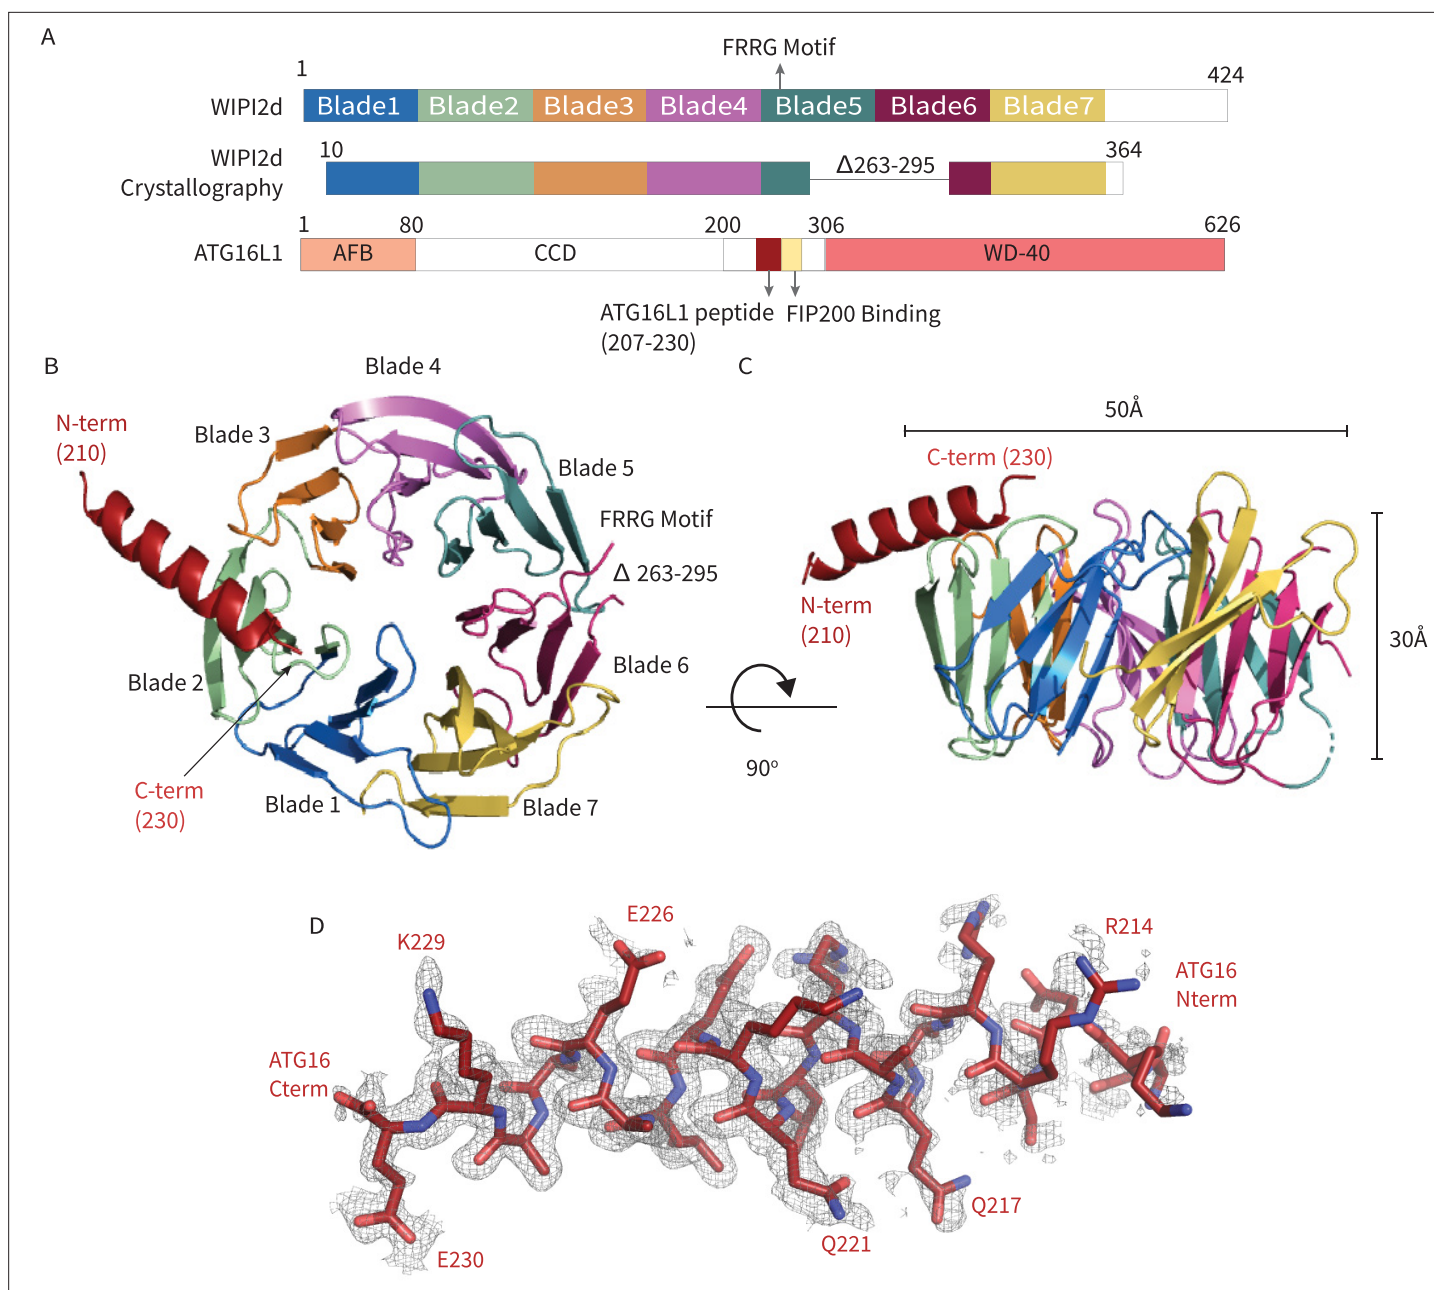 A
FRRG Motif
1
424
WIPI2d
Blade1
Blade2
Blade3
Blade4
Blade5
Blade6
Blade7
WIPI2d
Crystallography
10
Δ263-295
364
1
80
200
306
626
ATG16L1
AFB
CCD
WD-40
ATG16L1 peptide
(207-230)
FIP200 Binding
B
Blade 4
N-term
(210)
Blade 3
Blade 5
FRRG Motif
Δ 263-295
Blade 2
Blade 6
C-term
(230)
Blade 1
Blade 7
90º
C
50Å
C-term (230)
N-term
(210)
30Å
D
K229
E226
R214
ATG16
Nterm
ATG16
Cterm
Q217
Q221
E230